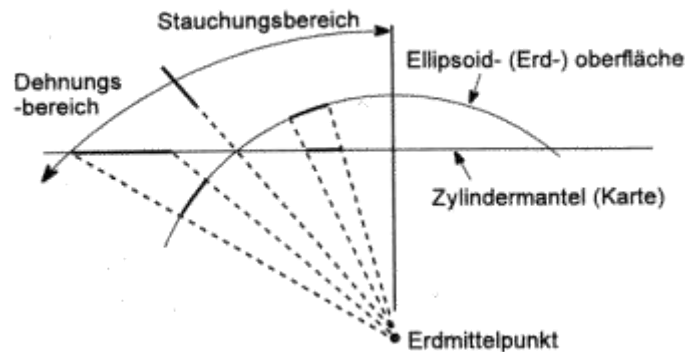 Stauchungsbereich
Dehnungs
-bereich
Ellipsoid- (Erd-) oberfläche
Zylindermantel (Karte)
Erdmittelpunkt